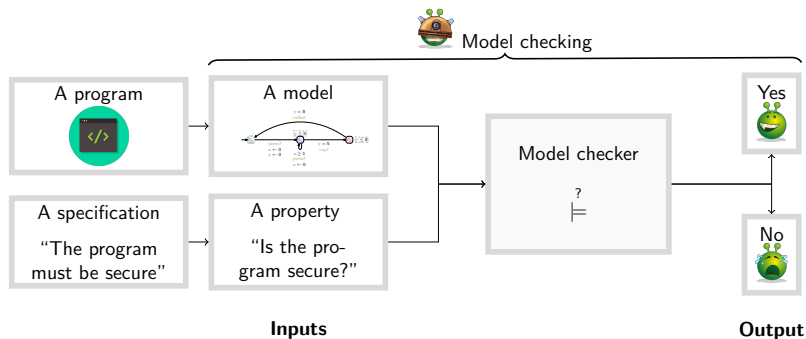 Model checking
A program
</>
A model
A specification
“The program
must be secure”
A property
“Is the pro-
gram secure?”
Model checker
?
⊨
Yes
No
Inputs
Output